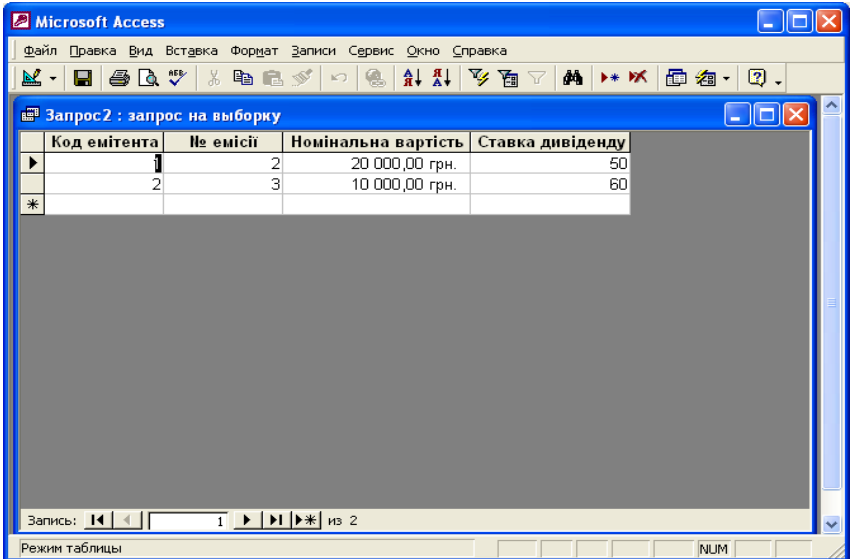 Microsoft Access
Файл Правка Вид Вставка Формат Записи Сервис Окно Справка
Запрос2 : запрос на выборку
Код емітента № емісії Номінальна вартість Ставка дивіденду
1 2 20 000,00 грн. 50
2 3 10 000,00 грн. 60
Запись: 1 из 2
Режим таблицы NUM